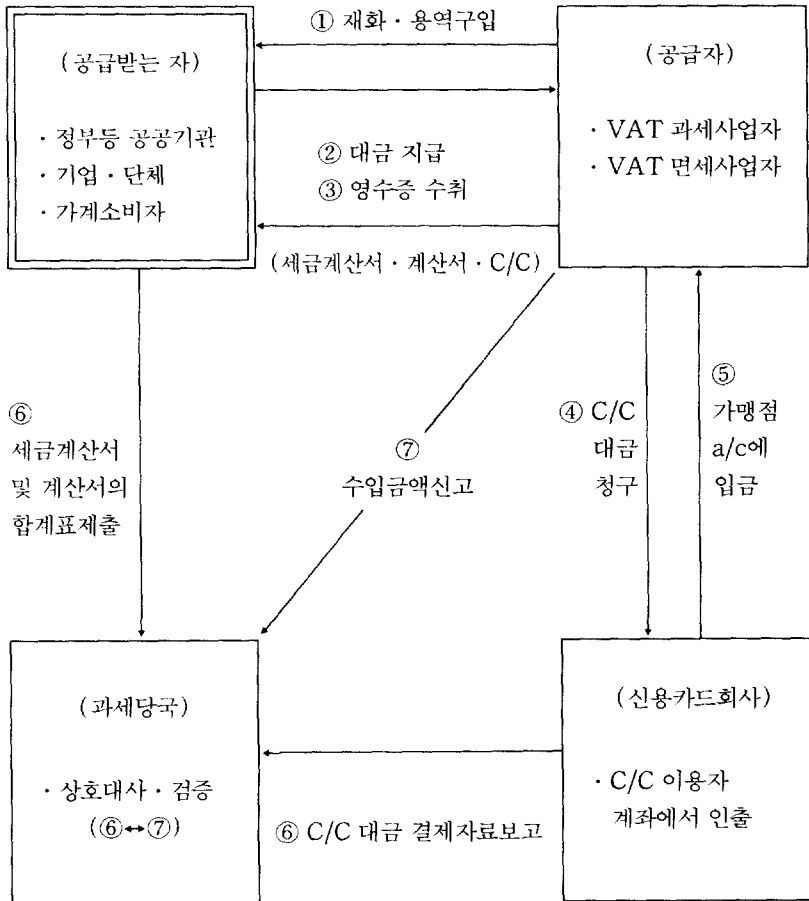 ① 재화・용역구입
(공급받는 자)
・정부등 공공기관
・기업・단체
・가계소비자
(공급자)
・VAT 과세사업자
・VAT 면세사업자
② 대금 지급
③ 영수증 수취
(세금계산서・계산서・C/C)
⑥
세금계산서
및 계산서의
합계표제출
⑦
수입금액신고
④ C/C
대금
청구
⑤
가맹점
a/c에
입금
(과세당국)
・상호대사・검증
(⑥↔⑦)
⑥ C/C 대금 결제자료보고
(신용카드회사)
・C/C 이용자
계좌에서 인출